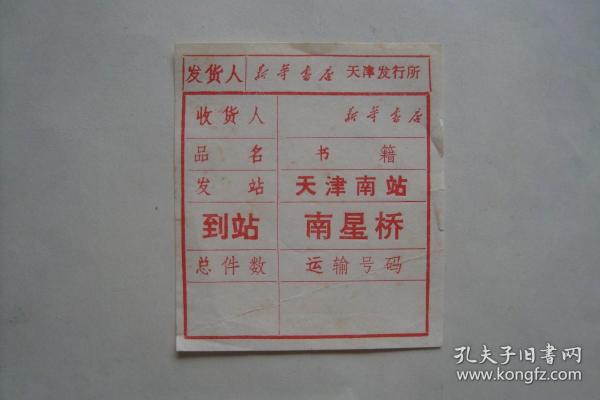 发货人 新华书店 天津发行所
收货人 新华书店
品名 书籍
发站 天津南站
到站 南星桥
总件数 运输号码
孔夫子旧书网
www.kongfz.com